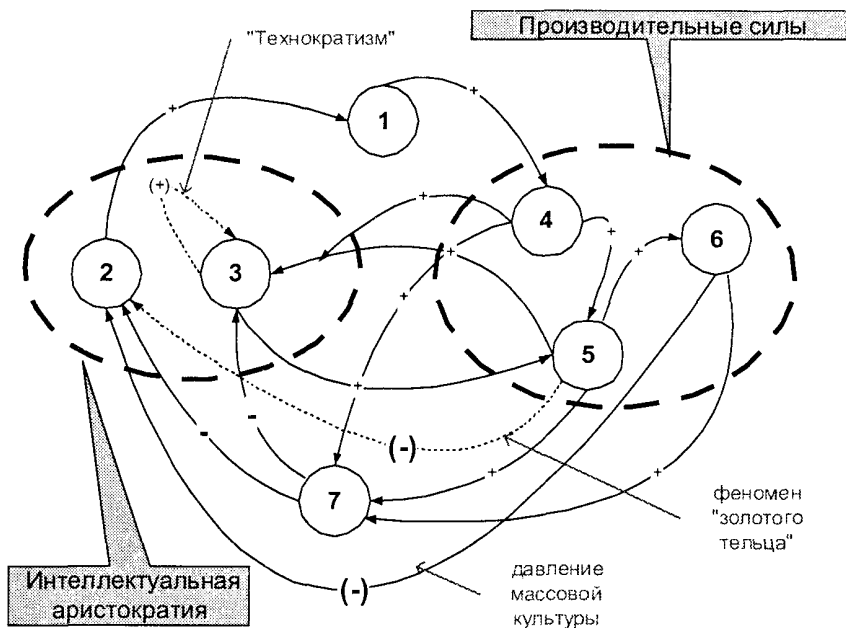 "Технократизм"
Производительные силы
+
+
1
(+)
+
4
+
6
2
3
+
+
+
5
+
-
-
(-)
7
+
+
феномен
"золотого
тельца"
Интеллектуальная
аристократия
(-)
давление
массовой
культуры